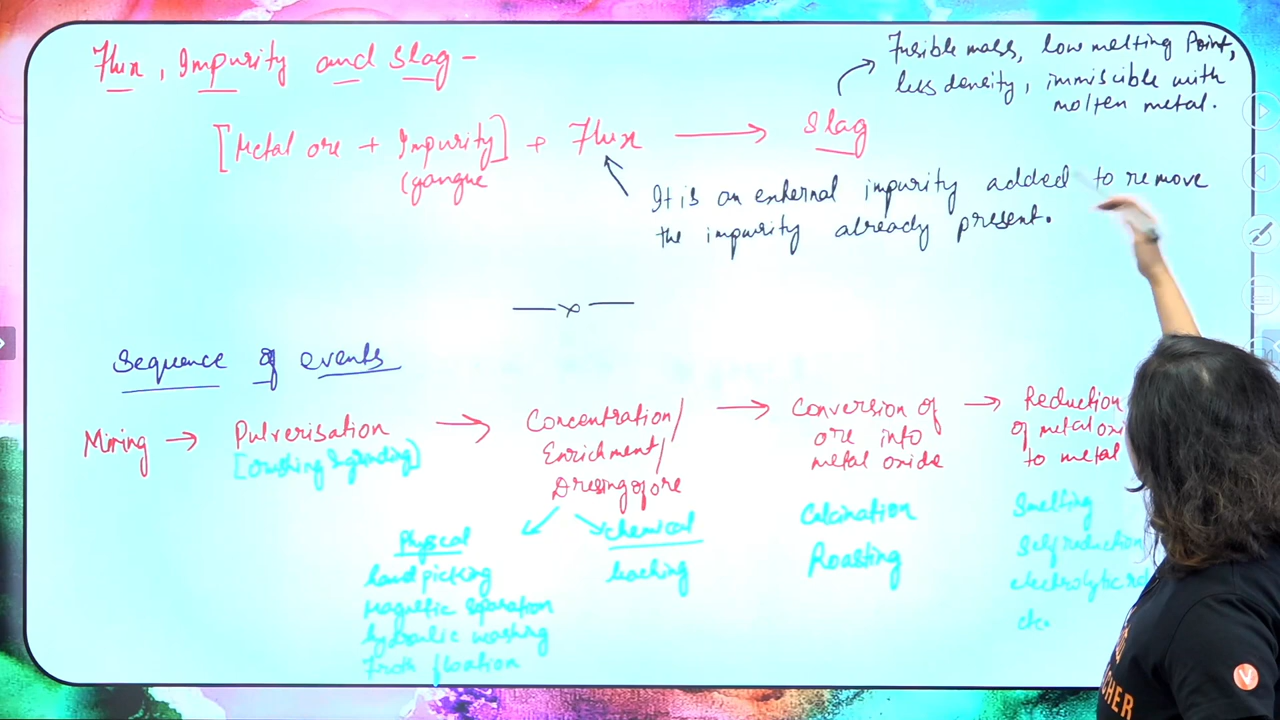 Flux, Impurity and Slag -
Fusible mass, low melting Point,
less density, immiscible with
molten metal.
[Metal ore + Impurity] + Flux → Slag
(gangue
It is an external impurity added to remove
the impurity already present.
—x—
Sequence of events
Mining → Pulverisation → Concentration/ → Conversion of → Reduction
[crushing & grinding]
Enrichment/
Dressing of ore
ore into
metal oxide
of metal oxi
to metal
Physical
hand picking
Magnetic separation
hydraulic washing
Froth floation
chemical
leaching
Calcination
Roasting
Smelting
Self reduction
electrolytic
etc.
CHER
V